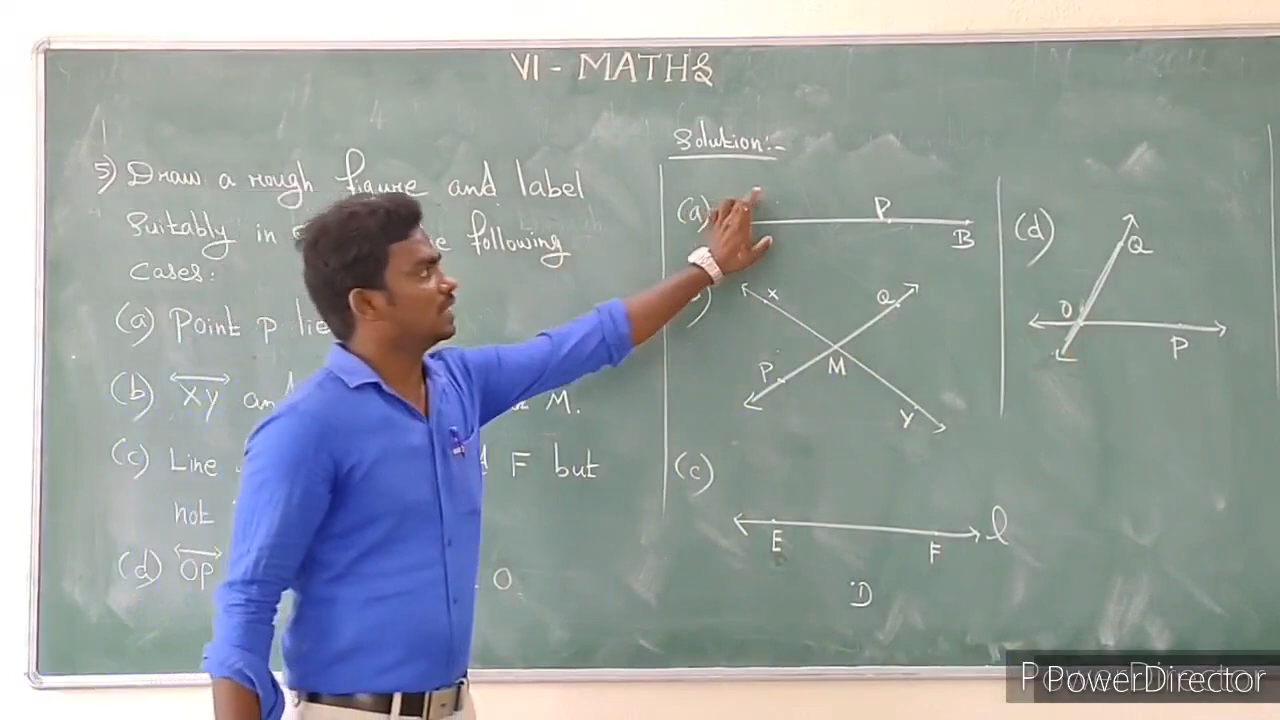 VI - MATHS
5) Draw a rough figure and label
Suitably in following
Cases:
(a) Point P
(b) XY M.
(c) Line F but
not
(d) OP O.
Solution:-
(a) P
B
X Q
P M
Y
(c)
E F l
D
(d)
Q
O
P
PowerDirector